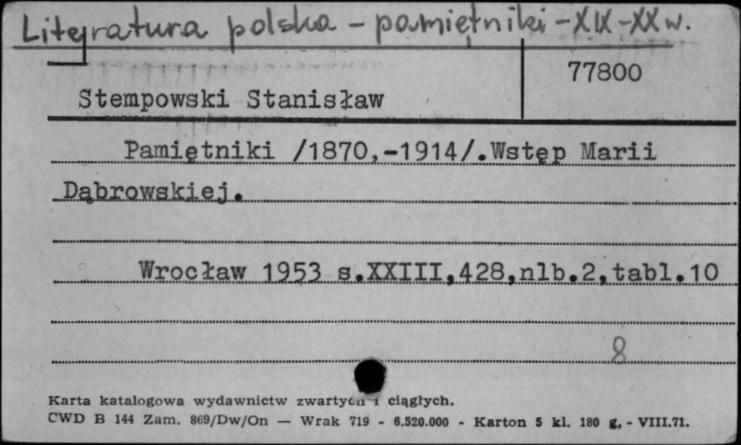 Literatura polska - pamiętniki - XIX-XX w.
77800
Stempowski Stanisław
Pamiętniki /1870,-1914/.Wstęp Marii
Dąbrowskiej.
Wrocław 1953 s.XXIII,428,nlb.2,tabl.10
8
Karta katalogowa wydawnictw zwartych i ciągłych.
CWD B 144 Zam. 869/Dw/On — Wrak 719 - 6.520.000 - Karton 5 kl. 180 g. - VIII.71.